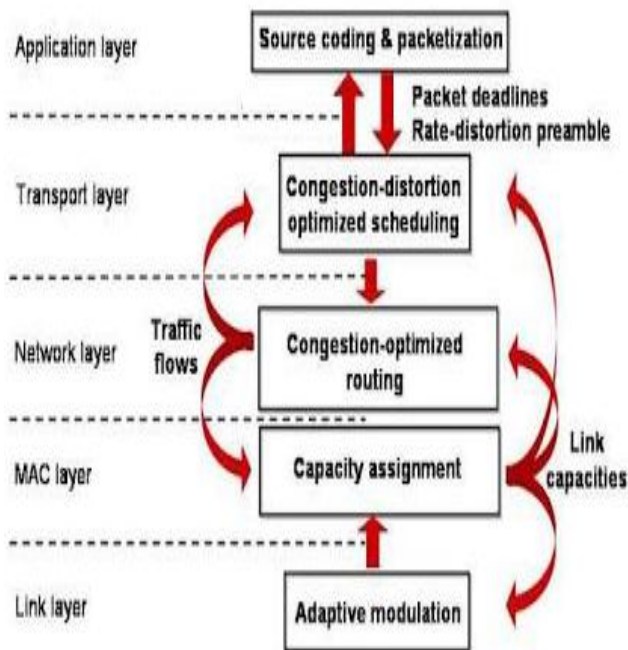 Application layer
Source coding & packetization
Packet deadlines
Rate-distortion preamble
Transport layer
Congestion-distortion
optimized scheduling
Traffic
flows
Network layer
Congestion-optimized
routing
MAC layer
Capacity assignment
Link
capacities
Link layer
Adaptive modulation